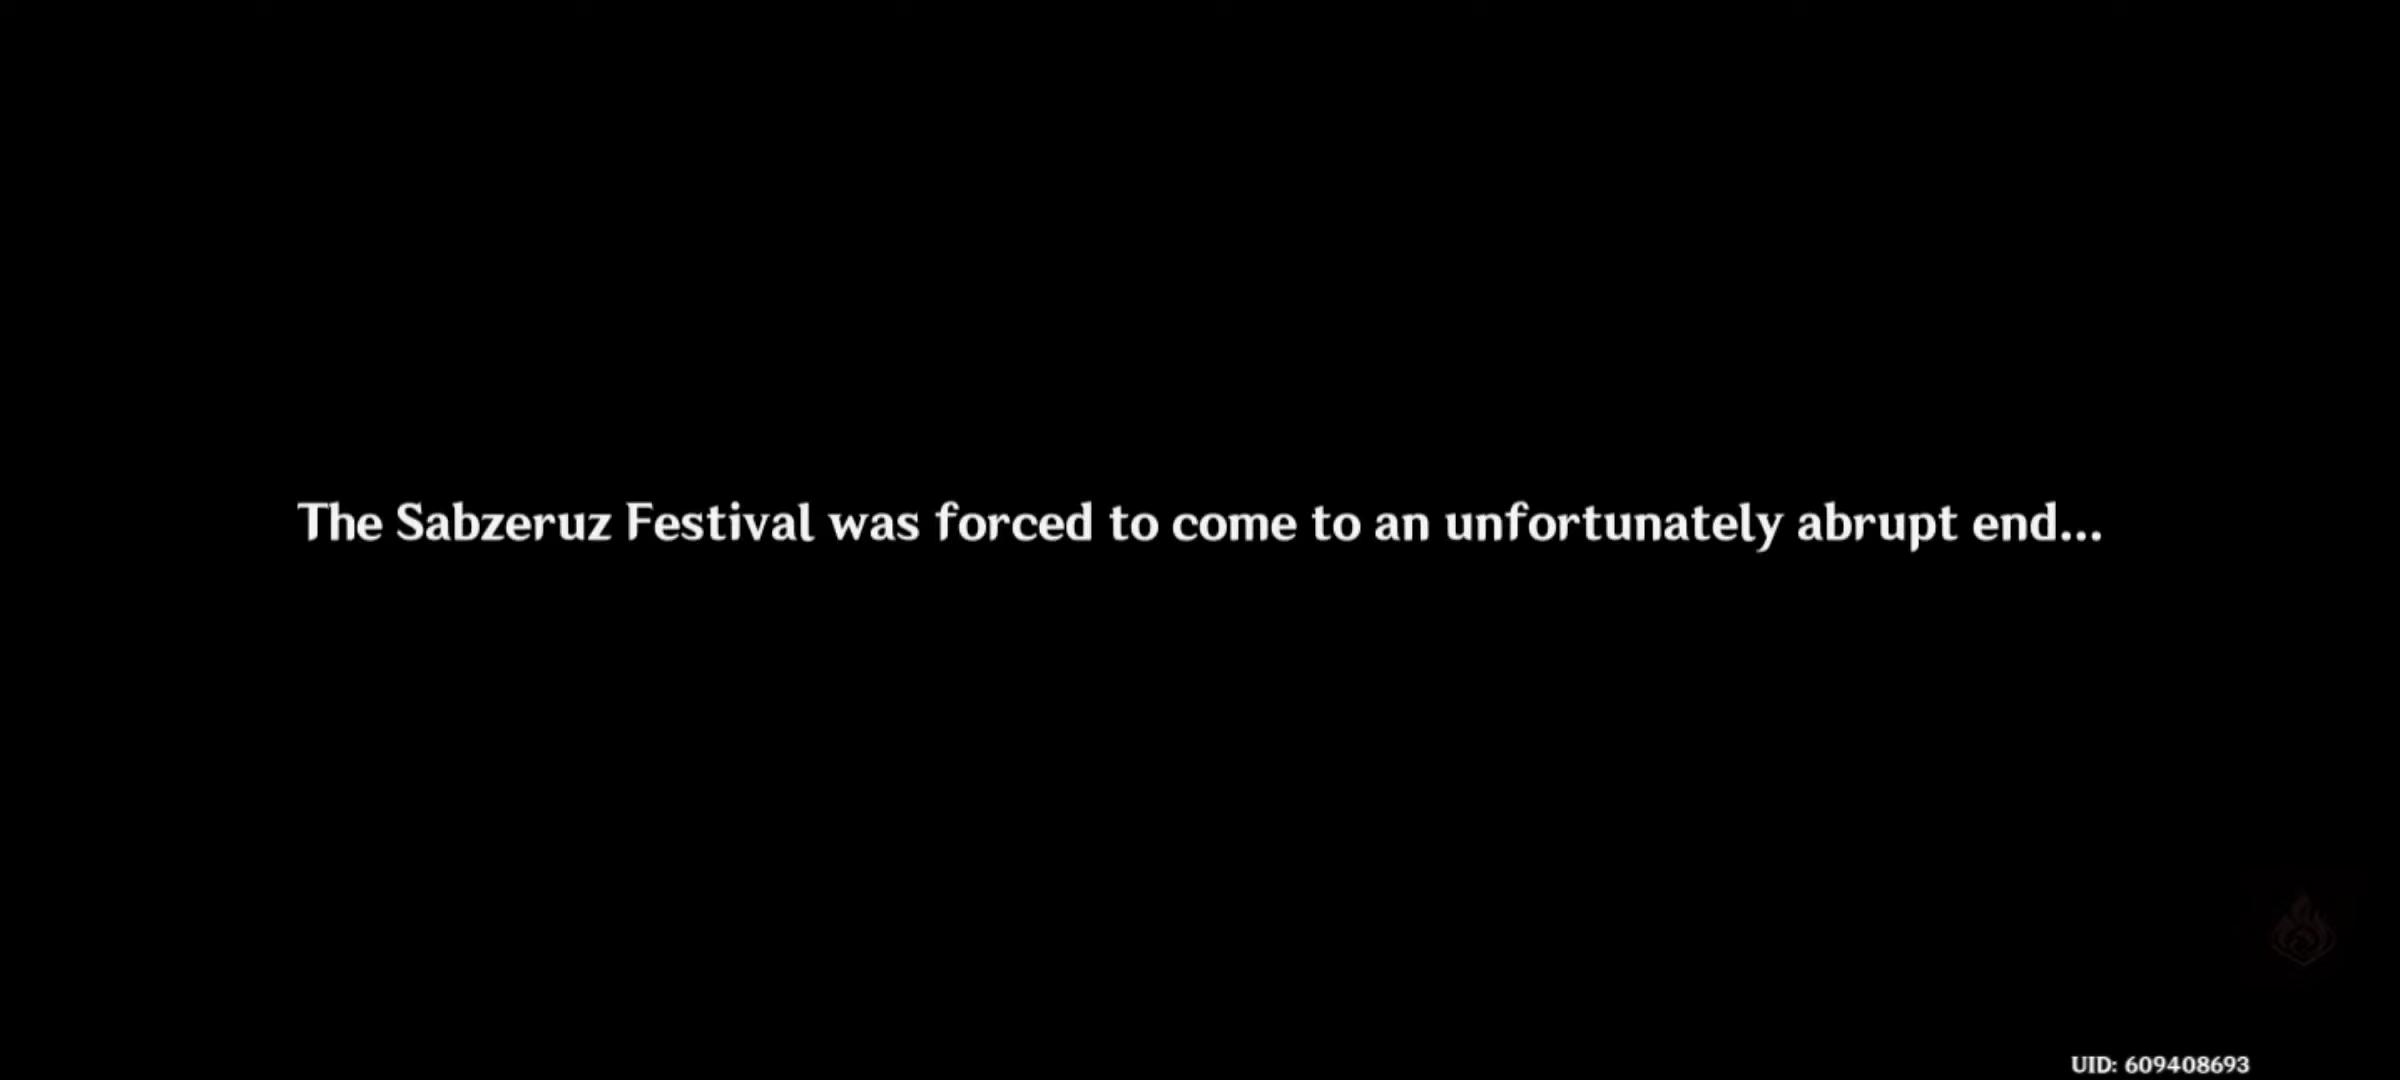 The Sabzeruz Festival was forced to come to an unfortunately abrupt end...
UID: 609408693